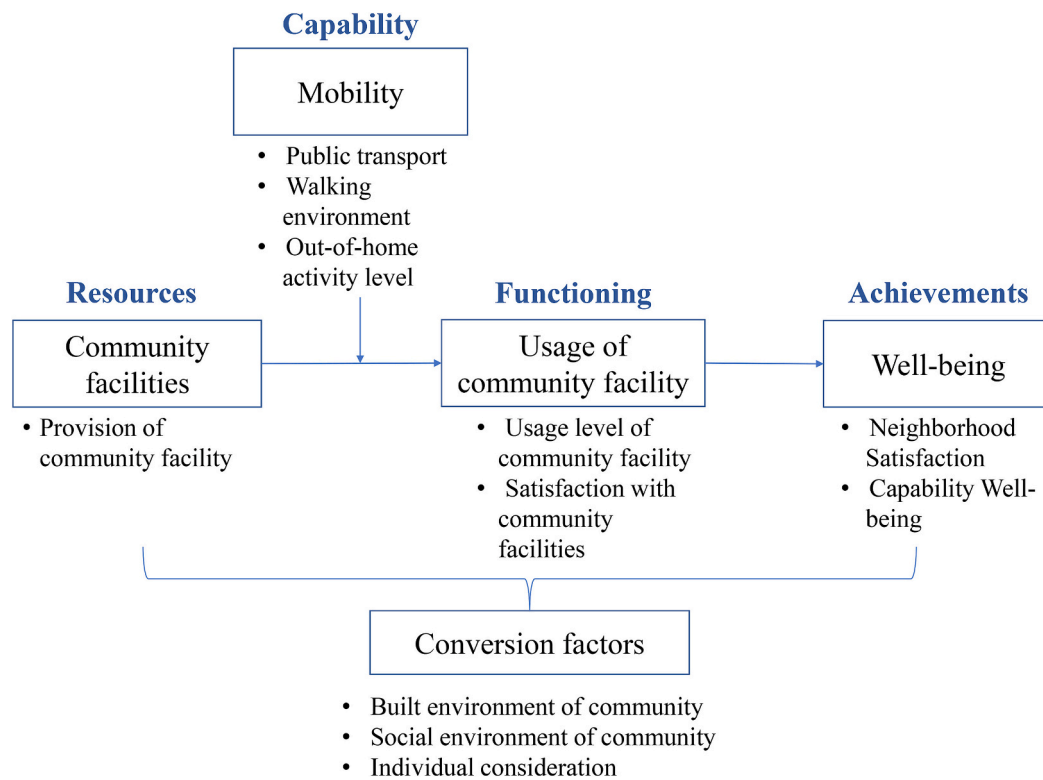 Capability
Mobility
• Public transport
• Walking
environment
• Out-of-home
activity level
Resources
Community
facilities
• Provision of
community facility
Functioning
Usage of
community facility
• Usage level of
community facility
• Satisfaction with
community
facilities
Achievements
Well-being
• Neighborhood
Satisfaction
• Capability Well-
being
Conversion factors
• Built environment of community
• Social environment of community
• Individual consideration